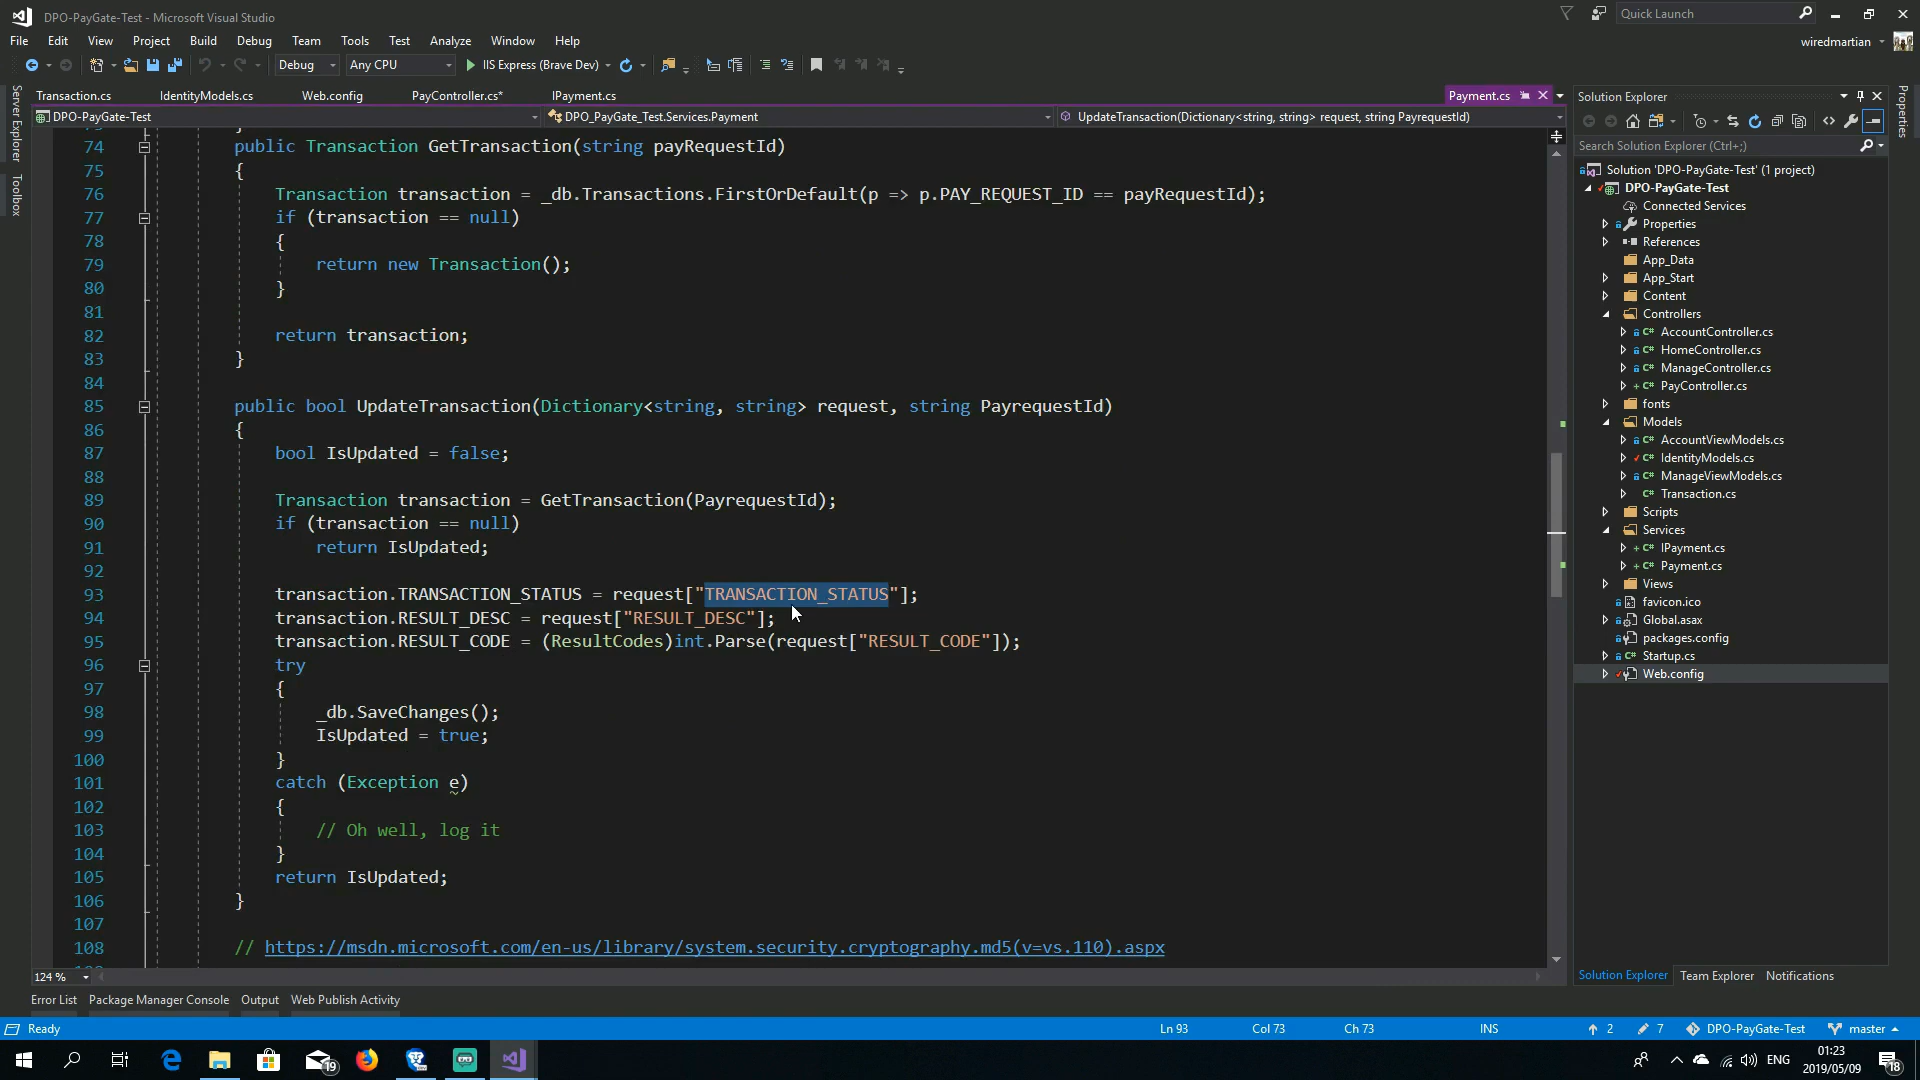 DPO-PayGate-Test - Microsoft Visual Studio
Quick Launch
File Edit View Project Build Debug Team Tools Test Analyze Window Help
wiredmartian
Debug Any CPU IIS Express (Brave Dev)
Server Explorer
Toolbox
Transaction.cs IdentityModels.cs Web.config PayController.cs* IPayment.cs Payment.cs
DPO-PayGate-Test DPO_PayGate_Test.Services.Payment UpdateTransaction(Dictionary<string, string> request, string PayrequestId)
74 public Transaction GetTransaction(string payRequestId)
75 {
76 Transaction transaction = _db.Transactions.FirstOrDefault(p => p.PAY_REQUEST_ID == payRequestId);
77 if (transaction == null)
78 {
79 return new Transaction();
80 }
81
82 return transaction;
83 }
84
85 public bool UpdateTransaction(Dictionary<string, string> request, string PayrequestId)
86 {
87 bool IsUpdated = false;
88
89 Transaction transaction = GetTransaction(PayrequestId);
90 if (transaction == null)
91 return IsUpdated;
92
93 transaction.TRANSACTION_STATUS = request["TRANSACTION_STATUS"];
94 transaction.RESULT_DESC = request["RESULT_DESC"];
95 transaction.RESULT_CODE = (ResultCodes)int.Parse(request["RESULT_CODE"]);
96 try
97 {
98 _db.SaveChanges();
99 IsUpdated = true;
100 }
101 catch (Exception e)
102 {
103 // Oh well, log it
104 }
105 return IsUpdated;
106 }
107
108 // https://msdn.microsoft.com/en-us/library/system.security.cryptography.md5(v=vs.110).aspx
124 %
Solution Explorer
Search Solution Explorer (Ctrl+;)
Solution 'DPO-PayGate-Test' (1 project)
DPO-PayGate-Test
Connected Services
Properties
References
App_Data
App_Start
Content
Controllers
C# AccountController.cs
C# HomeController.cs
C# ManageController.cs
C# PayController.cs
fonts
Models
C# AccountViewModels.cs
C# IdentityModels.cs
C# ManageViewModels.cs
C# Transaction.cs
Scripts
Services
C# IPayment.cs
C# Payment.cs
Views
favicon.ico
Global.asax
packages.config
C# Startup.cs
Web.config
Properties
Solution Explorer Team Explorer Notifications
Error List Package Manager Console Output Web Publish Activity
Ready Ln 93 Col 73 Ch 73 INS 2 7 DPO-PayGate-Test master
19
ENG
01:23
2019/05/09
18